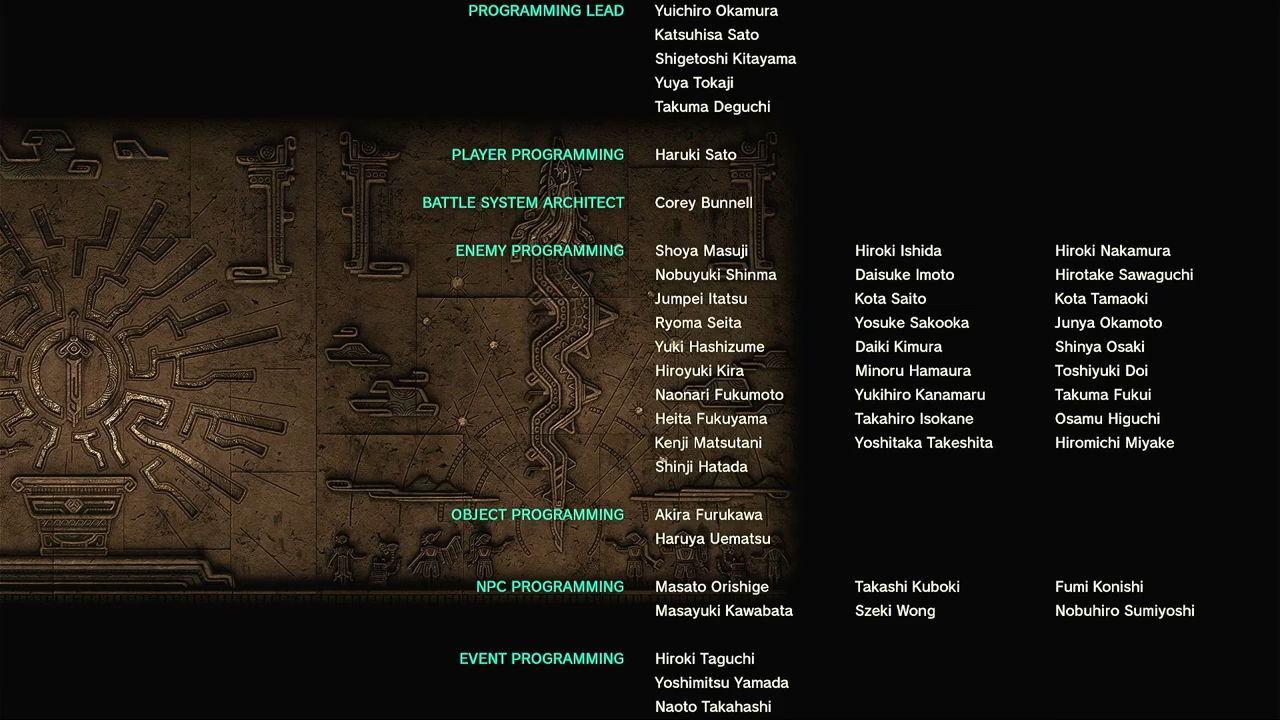 PROGRAMMING LEAD Yuichiro Okamura
Katsuhisa Sato
Shigetoshi Kitayama
Yuya Tokaji
Takuma Deguchi
PLAYER PROGRAMMING Haruki Sato
BATTLE SYSTEM ARCHITECT Corey Bunnell
ENEMY PROGRAMMING Shoya Masuji Hiroki Ishida Hiroki Nakamura
Nobuyuki Shinma Daisuke Imoto Hirotake Sawaguchi
Jumpei Itatsu Kota Saito Kota Tamaoki
Ryoma Seita Yosuke Sakooka Junya Okamoto
Yuki Hashizume Daiki Kimura Shinya Osaki
Hiroyuki Kira Minoru Hamaura Toshiyuki Doi
Naonari Fukumoto Yukihiro Kanamaru Takuma Fukui
Heita Fukuyama Takahiro Isokane Osamu Higuchi
Kenji Matsutani Yoshitaka Takeshita Hiromichi Miyake
Shinji Hatada
OBJECT PROGRAMMING Akira Furukawa
Haruya Uematsu
NPC PROGRAMMING Masato Orishige Takashi Kuboki Fumi Konishi
Masayuki Kawabata Szeki Wong Nobuhiro Sumiyoshi
EVENT PROGRAMMING Hiroki Taguchi
Yoshimitsu Yamada
Naoto Takahashi